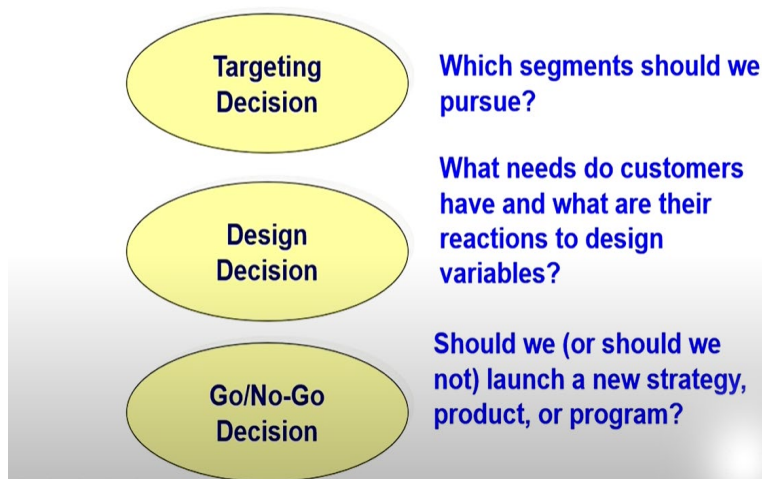 Targeting
Decision
Which segments should we
pursue?
Design
Decision
What needs do customers
have and what are their
reactions to design
variables?
Go/No-Go
Decision
Should we (or should we
not) launch a new strategy,
product, or program?